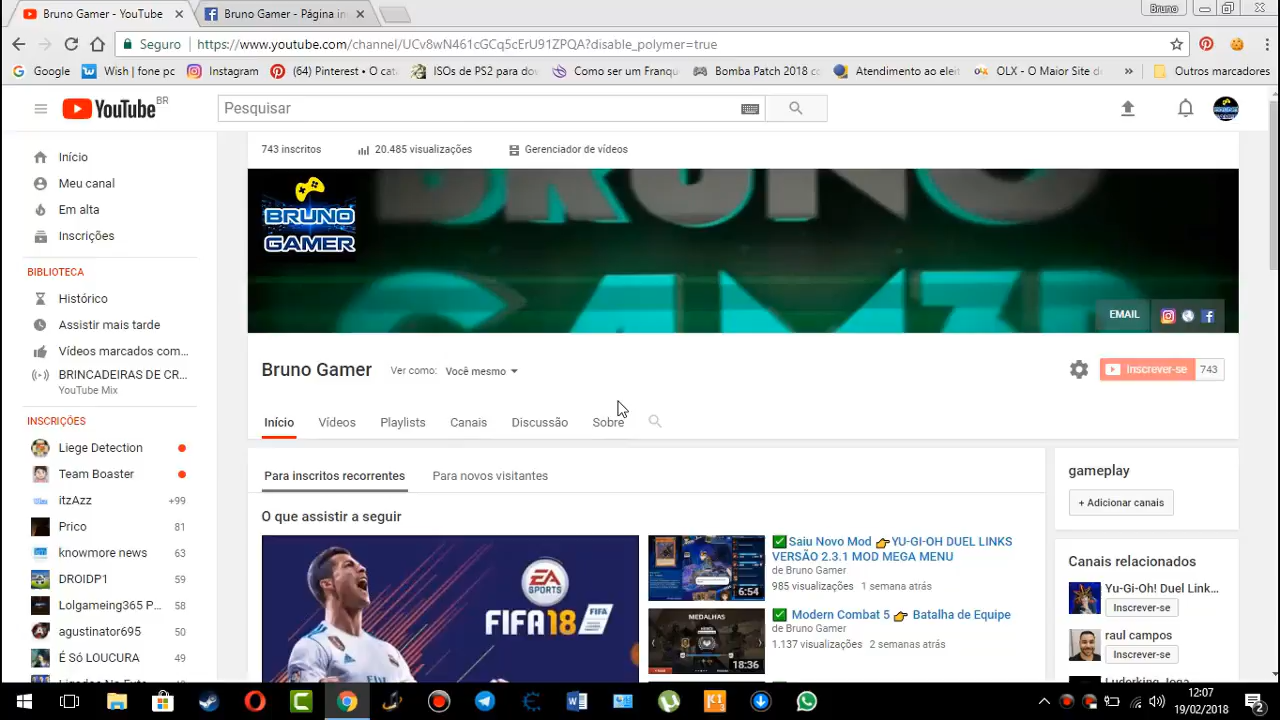 Bruno Gamer - YouTube
Bruno Gamer - Página in
Bruno
Seguro
https://www.youtube.com/channel/UCv8wN461cGCq5cErU91ZPQA?disable_polymer=true
Google
Wish | fone pc
Instagram
(64) Pinterest • O cat
ISOs de PS2 para do
Como ser um Franqu
Bomba Patch 2018 c
Atendimento ao eleit
OLX - O Maior Site d
»
Outros marcadores
YouTube BR
Pesquisar
Início
Meu canal
Em alta
Inscrições
BIBLIOTECA
Histórico
Assistir mais tarde
Vídeos marcados com...
BRINCADEIRAS DE CR...
YouTube Mix
INSCRIÇÕES
Liege Detection
Team Boaster
itzAzz +99
Prico 81
knowmore news 63
DROIDP1 59
Lolgameing365 P... 58
agustinator695 50
É Só LOUCURA 49
743 inscritos
20.485 visualizações
Gerenciador de vídeos
BRUNO
GAMER
BRUNO
GAM3R
EMAIL
Bruno Gamer
Ver como: Você mesmo
Inscrever-se 743
Início
Vídeos
Playlists
Canais
Discussão
Sobre
Para inscritos recorrentes
Para novos visitantes
O que assistir a seguir
EA
SPORTS
FIFA18
FIFA
Saiu Novo Mod YU-GI-OH DUEL LINKS
VERSÃO 2.3.1 MOD MEGA MENU
de Bruno Gamer
985 visualizações 1 semana atrás
6:54
Modern Combat 5 Batalha de Equipe
de Bruno Gamer
1.137 visualizações 2 semanas atrás
MEDALHAS
18:36
gameplay
+ Adicionar canais
Canais relacionados
Yu-Gi-Oh! Duel Link...
Inscrever-se
raul campos
Inscrever-se
12:07
19/02/2018
2